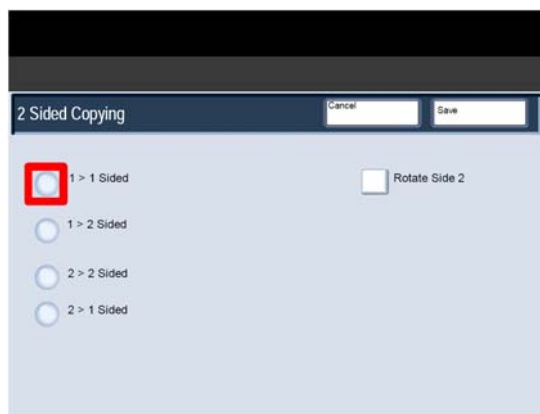 2 Sided Copying
Cancel
Save
1 > 1 Sided
Rotate Side 2
1 > 2 Sided
2 > 2 Sided
2 > 1 Sided